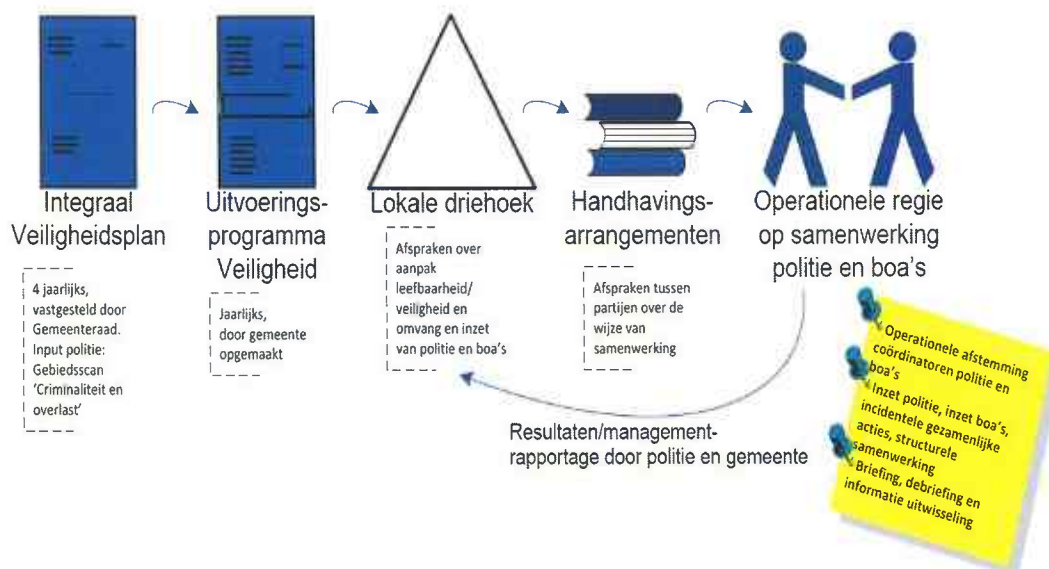 Integraal
Veiligheidsplan
4 jaarlijks,
vastgesteld door
Gemeenteraad.
Input politie:
Gebiedsscan
'Criminaliteit en
overlast'
Uitvoerings-
programma
Veiligheid
Jaarlijks,
door gemeente
opgemaakt
Lokale driehoek
Afspraken over
aanpak
leefbaarheid/
veiligheid en
omvang en inzet
van politie en boa's
Handhavings-
arrangementen
Afspraken tussen
partijen over de
wijze van
samenwerking
Operationele regie
op samenwerking
politie en boa's
Resultaten/management-
rapportage door politie en gemeente
Operationele afstemming
coördinatoren politie en
boa's
Inzet politie, inzet boa's,
incidentele gezamenlijke
acties, structurele
samenwerking
Briefing, debriefing en
informatie uitwisseling